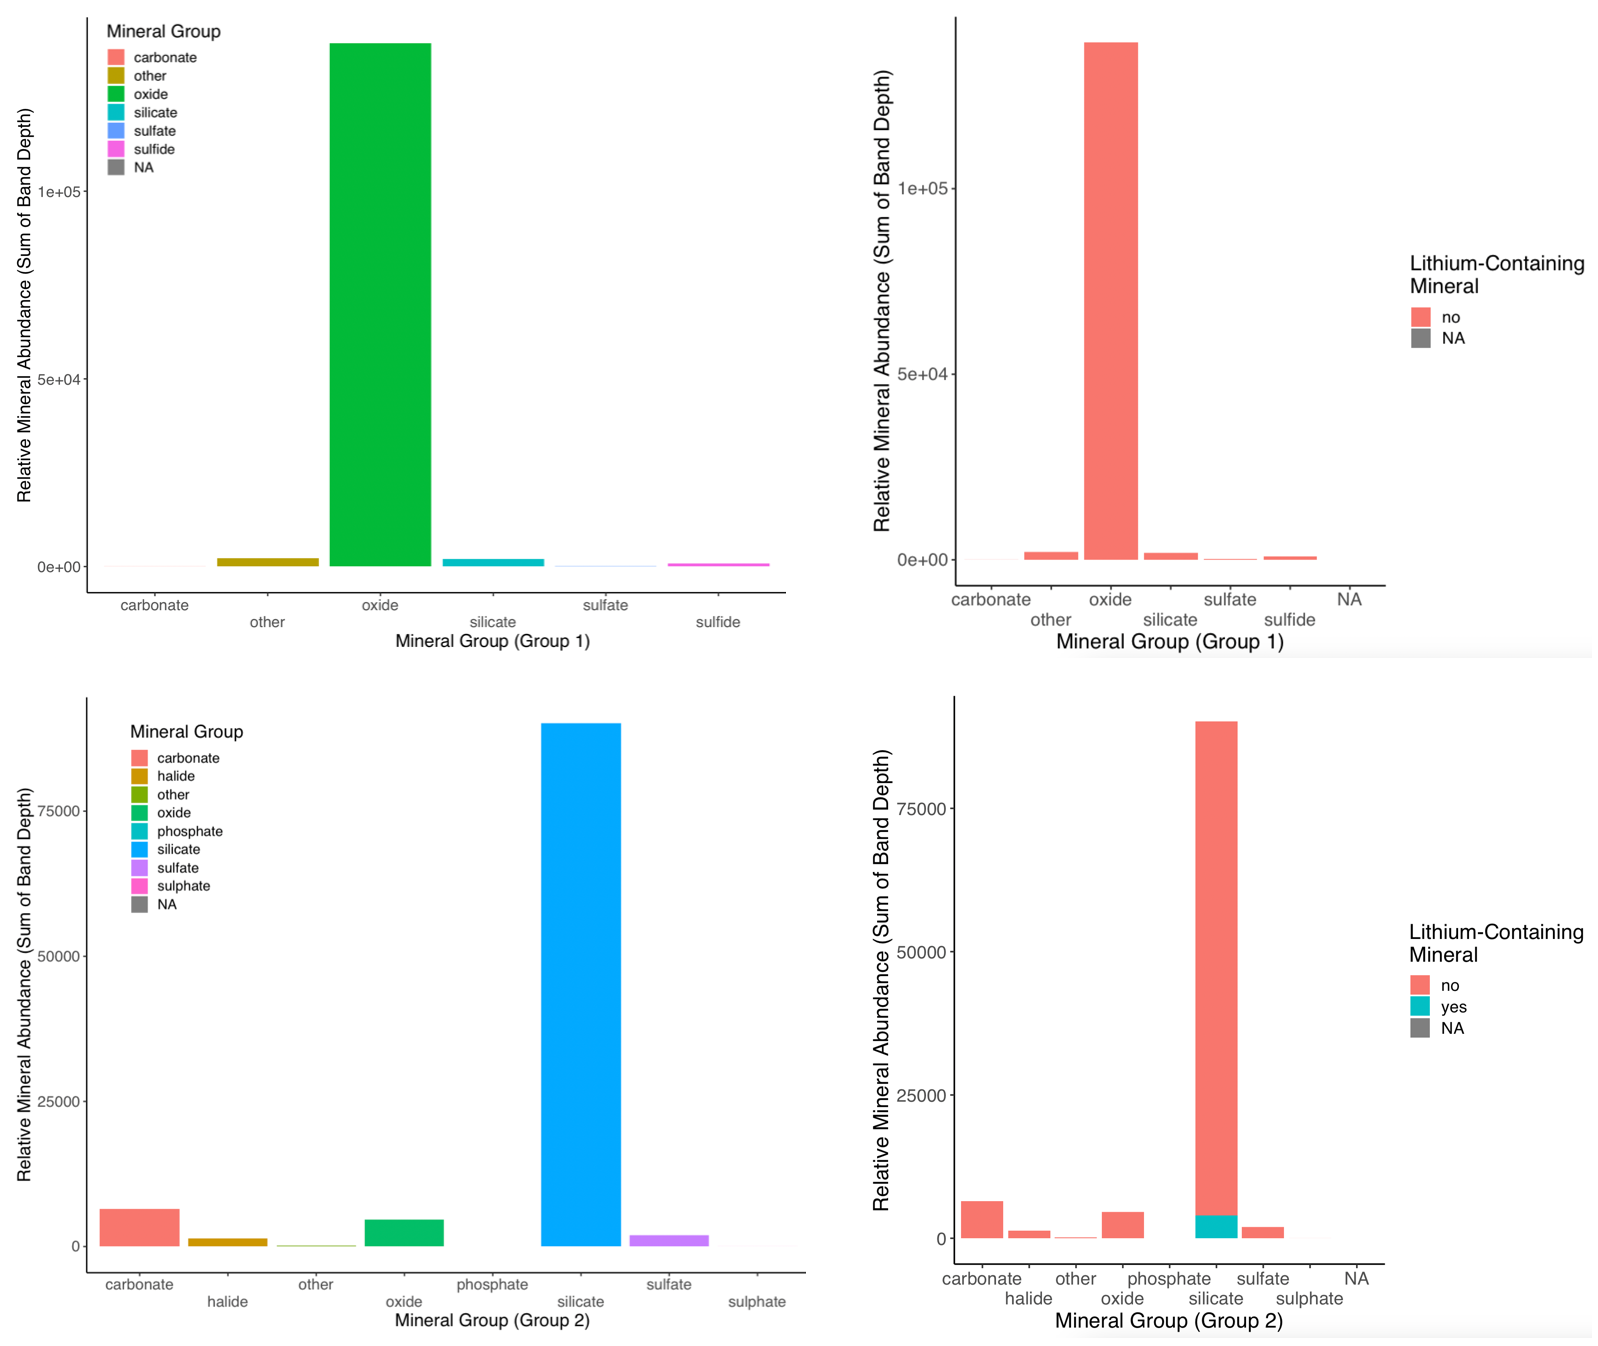 Mineral Group
carbonate
other
oxide
silicate
sulfate
sulfide
NA
Relative Mineral Abundance (Sum of Band Depth)
1e+05
5e+04
0e+00
carbonate
other
oxide
silicate
sulfate
sulfide
Mineral Group (Group 1)
Relative Mineral Abundance (Sum of Band Depth)
1e+05
5e+04
0e+00
carbonate
other
oxide
silicate
sulfate
sulfide
NA
Mineral Group (Group 1)
Lithium-Containing
Mineral
no
NA
Mineral Group
carbonate
halide
other
oxide
phosphate
silicate
sulfate
sulphate
NA
Relative Mineral Abundance (Sum of Band Depth)
75000
50000
25000
0
carbonate
halide
other
oxide
phosphate
silicate
sulfate
sulphate
Mineral Group (Group 2)
Relative Mineral Abundance (Sum of Band Depth)
75000
50000
25000
0
carbonate
halide
other
oxide
phosphate
silicate
sulfate
sulphate
NA
Mineral Group (Group 2)
Lithium-Containing
Mineral
no
yes
NA